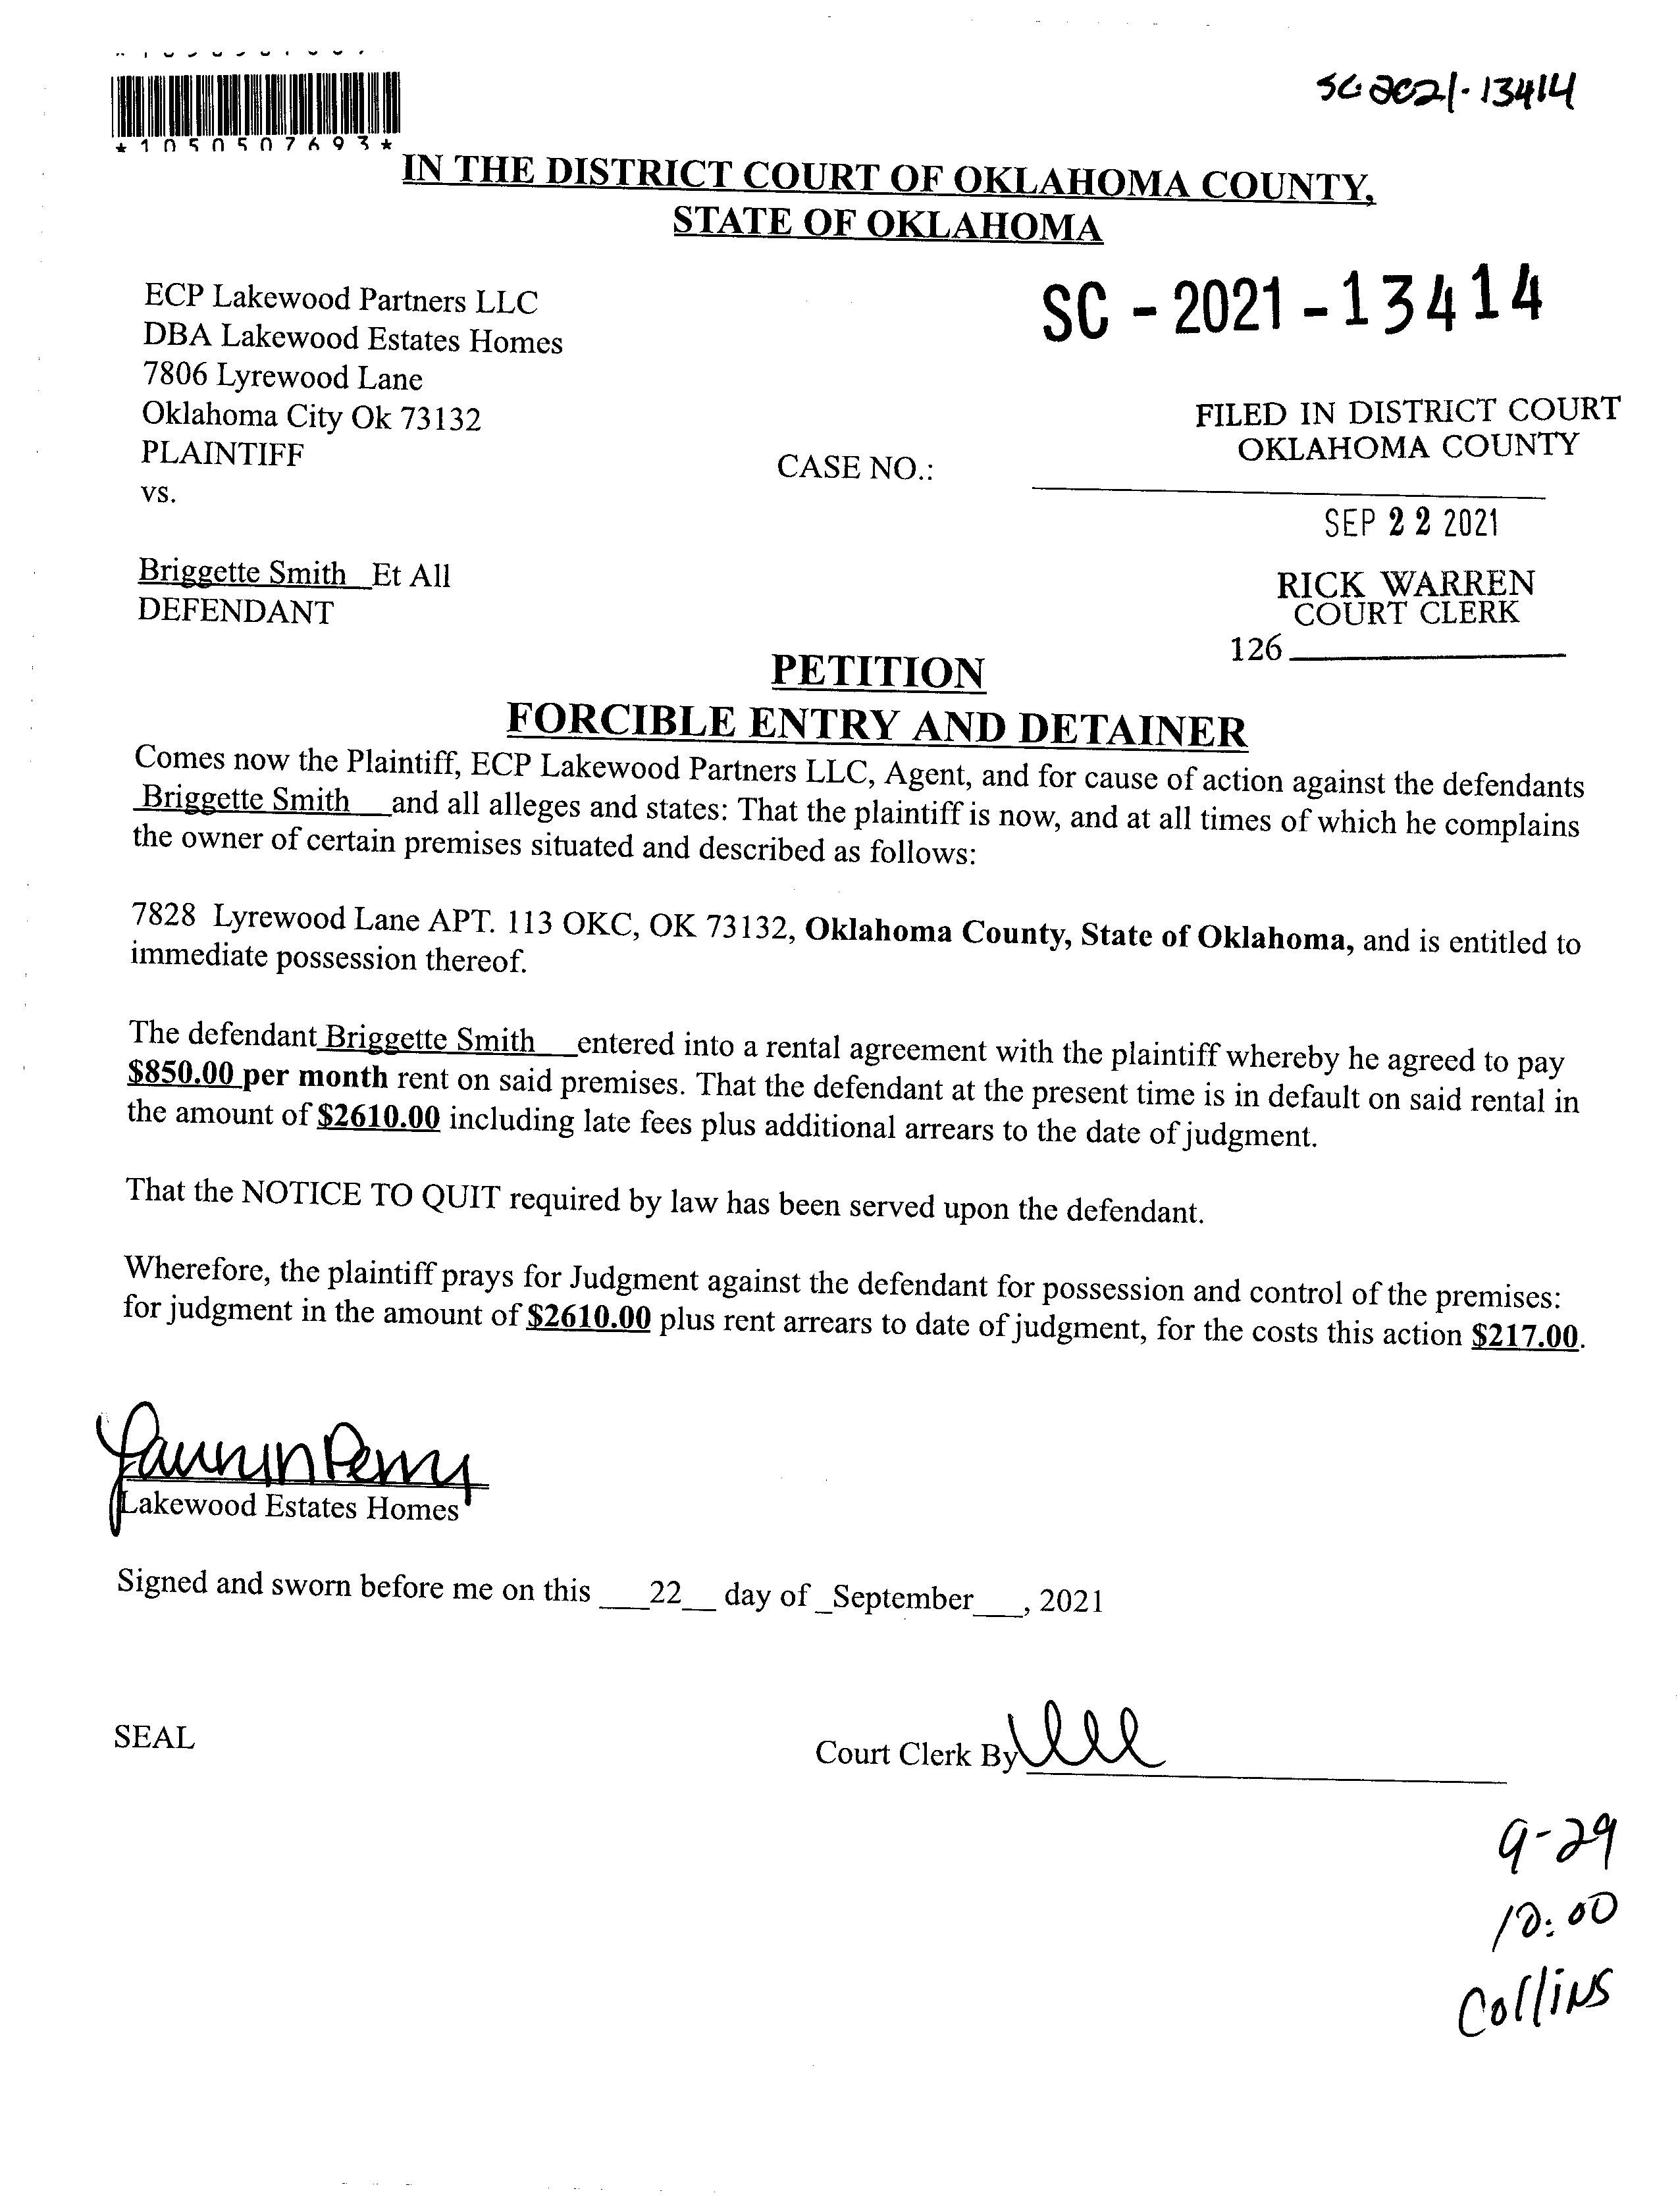 SC 2021-13414
*1050507693*
IN THE DISTRICT COURT OF OKLAHOMA COUNTY,
STATE OF OKLAHOMA
ECP Lakewood Partners LLC
DBA Lakewood Estates Homes
7806 Lyrewood Lane
Oklahoma City Ok 73132
PLAINTIFF
vs.
SC - 2021 - 13414
FILED IN DISTRICT COURT
OKLAHOMA COUNTY
CASE NO.:
SEP 22 2021
Briggette Smith Et All
DEFENDANT
RICK WARREN
COURT CLERK
126
PETITION
FORCIBLE ENTRY AND DETAINER
Comes now the Plaintiff, ECP Lakewood Partners LLC, Agent, and for cause of action against the defendants
Briggette Smith and all alleges and states: That the plaintiff is now, and at all times of which he complains
the owner of certain premises situated and described as follows:
7828 Lyrewood Lane APT. 113 OKC, OK 73132, Oklahoma County, State of Oklahoma, and is entitled to
immediate possession thereof.
The defendant Briggette Smith entered into a rental agreement with the plaintiff whereby he agreed to pay
$850.00 per month rent on said premises. That the defendant at the present time is in default on said rental in
the amount of $2610.00 including late fees plus additional arrears to the date of judgment.
That the NOTICE TO QUIT required by law has been served upon the defendant.
Wherefore, the plaintiff prays for Judgment against the defendant for possession and control of the premises:
for judgment in the amount of $2610.00 plus rent arrears to date of judgment, for the costs this action $217.00.
Lakewood Estates Homes
Signed and sworn before me on this 22 day of September, 2021
SEAL
Court Clerk By
9-29
10:00
Collins